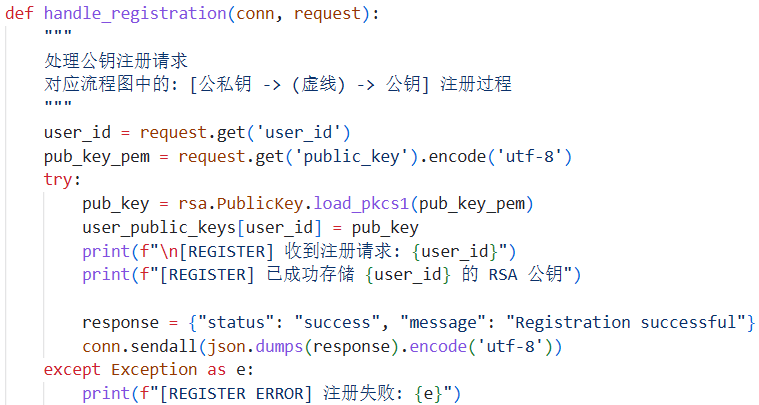 def handle_registration(conn, request):
    """
    处理公钥注册请求
    对应流程图中的: [公私钥 -> (虚线) -> 公钥] 注册过程
    """
    user_id = request.get('user_id')
    pub_key_pem = request.get('public_key').encode('utf-8')
    try:
        pub_key = rsa.PublicKey.load_pkcs1(pub_key_pem)
        user_public_keys[user_id] = pub_key
        print(f"\n[REGISTER] 收到注册请求: {user_id}")
        print(f"[REGISTER] 已成功存储 {user_id} 的 RSA 公钥")

        response = {"status": "success", "message": "Registration successful"}
        conn.sendall(json.dumps(response).encode('utf-8'))
    except Exception as e:
        print(f"[REGISTER ERROR] 注册失败: {e}")